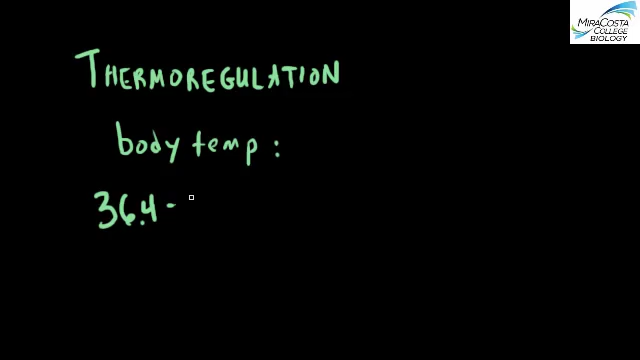 MIRACOSTA
COLLEGE
BIOLOGY
THERMOREGULATION
body temp :
36.4 -